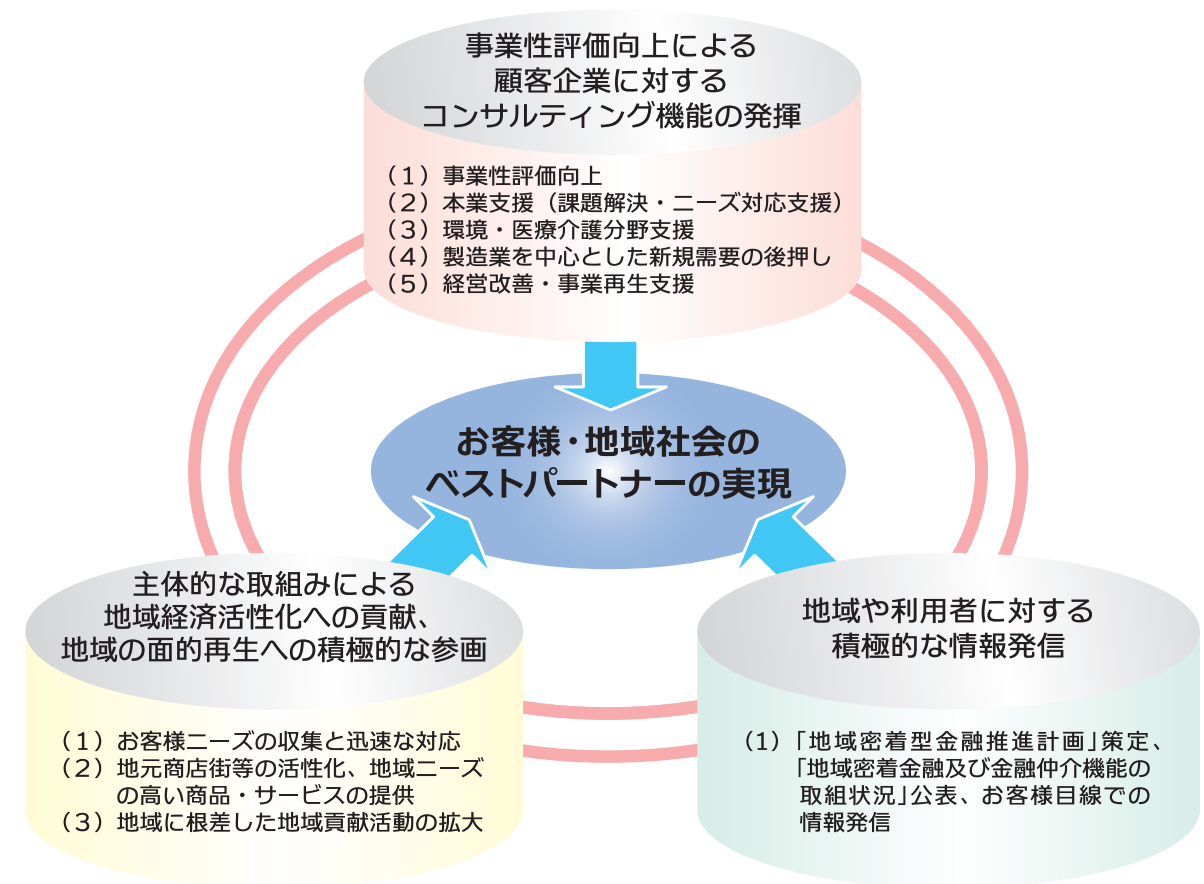 事業性評価向上による
顧客企業に対する
コンサルティング機能の発揮
（１）事業性評価向上
（２）本業支援（課題解決・ニーズ対応支援）
（３）環境・医療介護分野支援
（４）製造業を中心とした新規需要の後押し
（５）経営改善・事業再生支援
お客様・地域社会の
ベストパートナーの実現
主体的な取組みによる
地域経済活性化への貢献、
地域の面的再生への積極的な参画
（１）お客様ニーズの収集と迅速な対応
（２）地元商店街等の活性化、地域ニーズ
の高い商品・サービスの提供
（３）地域に根差した地域貢献活動の拡大
地域や利用者に対する
積極的な情報発信
（１）「地域密着型金融推進計画」策定、
「地域密着金融及び金融仲介機能の
取組状況」公表、お客様目線での
情報発信